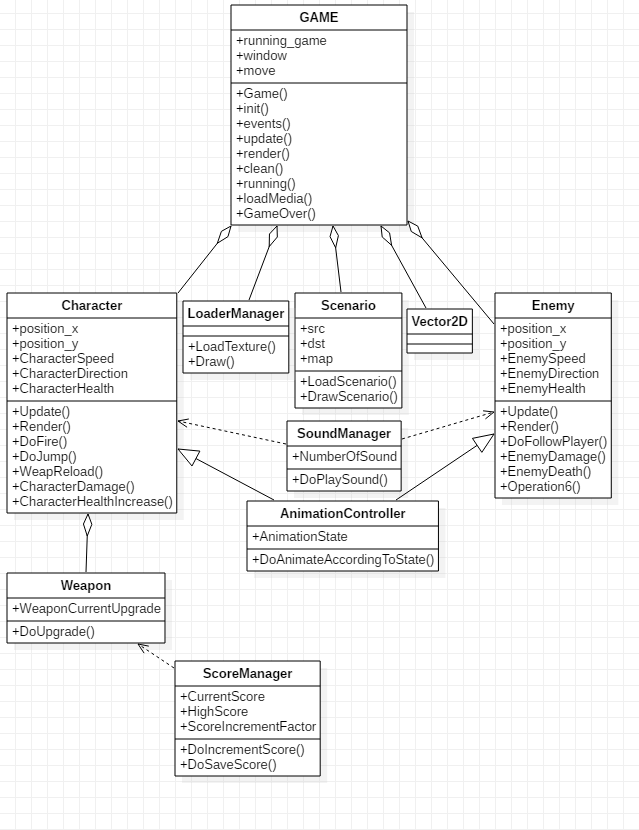 GAME
+running_game
+window
+move
+Game()
+init()
+events()
+update()
+render()
+clean()
+running()
+loadMedia()
+GameOver()
Character
+position_x
+position_y
+CharacterSpeed
+CharacterDirection
+CharacterHealth
+Update()
+Render()
+DoFire()
+DoJump()
+WeapReload()
+CharacterDamage()
+CharacterHealthIncrease()
LoaderManager
+LoadTexture()
+Draw()
Scenario
+src
+dst
+map
+LoadScenario()
+DrawScenario()
Vector2D
Enemy
+position_x
+position_y
+EnemySpeed
+EnemyDirection
+EnemyHealth
+Update()
+Render()
+DoFollowPlayer()
+EnemyDamage()
+EnemyDeath()
+Operation6()
SoundManager
+NumberOfSound
+DoPlaySound()
AnimationController
+AnimationState
+DoAnimateAccordingToState()
Weapon
+WeaponCurrentUpgrade
+DoUpgrade()
ScoreManager
+CurrentScore
+HighScore
+ScoreIncrementFactor
+DoIncrementScore()
+DoSaveScore()